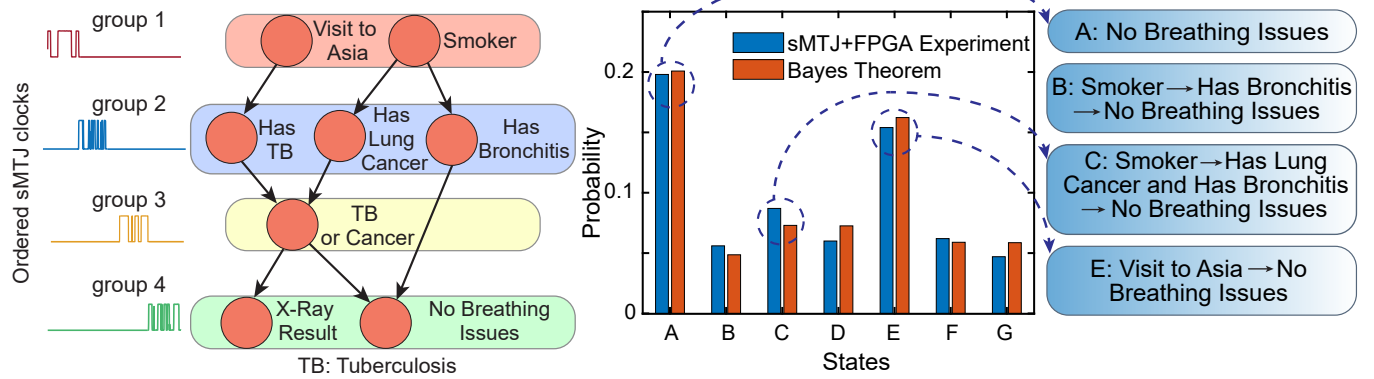 Ordered sMTJ clocks
group 1
group 2
group 3
group 4
Visit to
Asia
Smoker
Has
TB
Has
Lung
Cancer
Has
Bronchitis
TB
or Cancer
X-Ray
Result
No Breathing
Issues
TB: Tuberculosis
Probability
0.2
0.1
0
sMTJ+FPGA Experiment
Bayes Theorem
A B C D E F G
States
A: No Breathing Issues
B: Smoker→Has Bronchitis
→No Breathing Issues
C: Smoker→Has Lung
Cancer and Has Bronchitis
→ No Breathing Issues
E: Visit to Asia→No
Breathing Issues